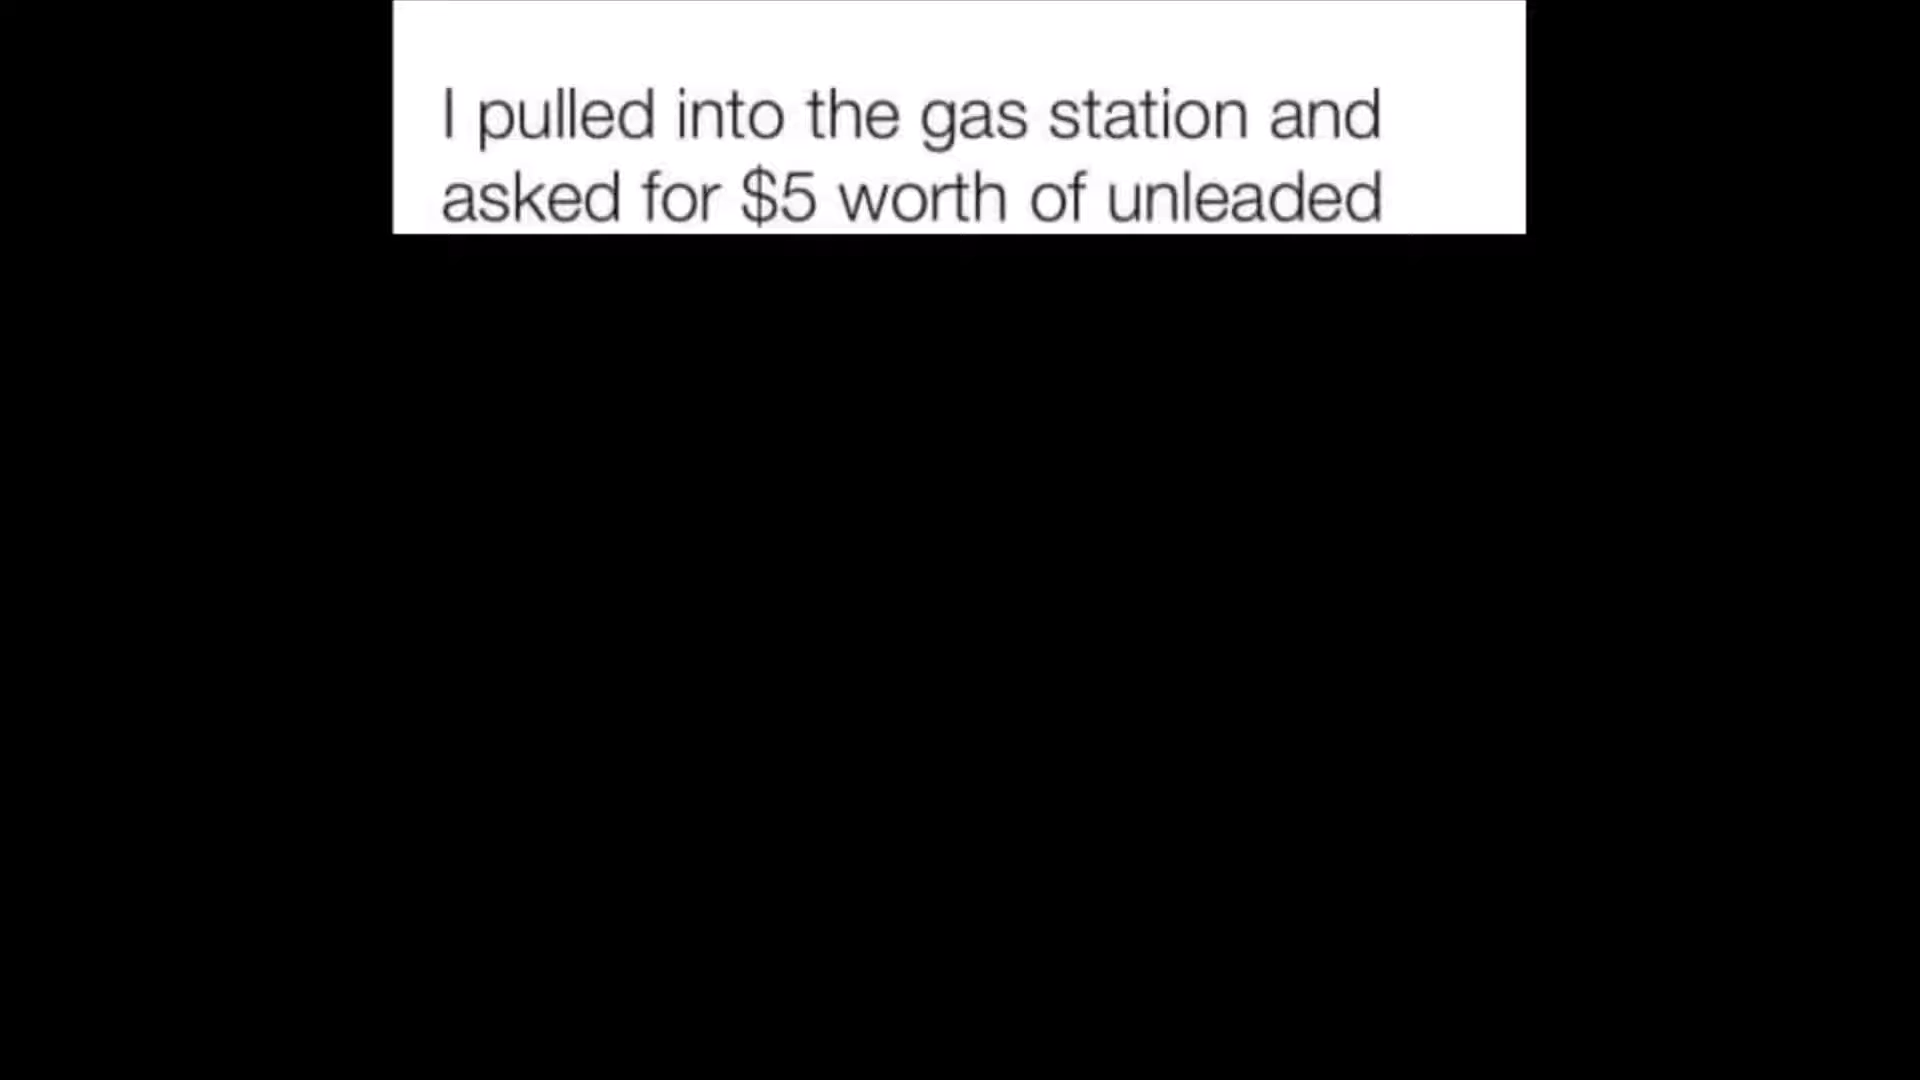 I pulled into the gas station and
asked for $5 worth of unleaded